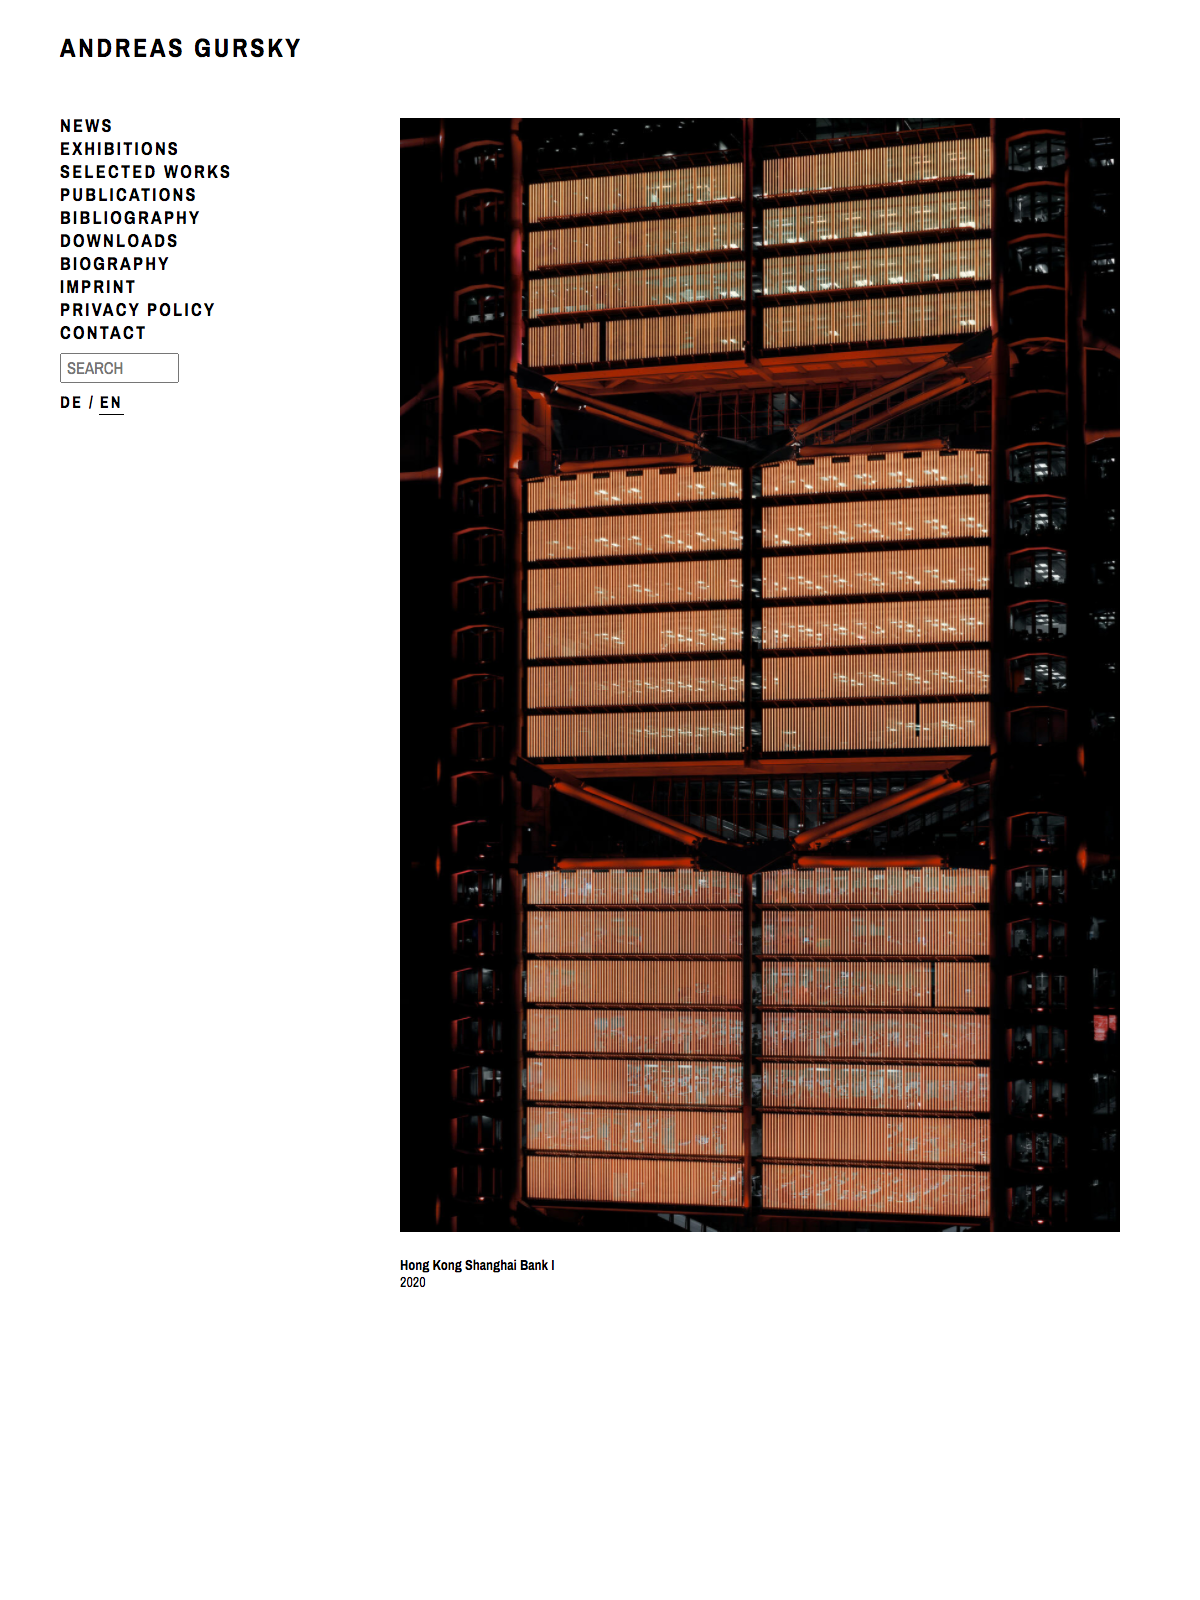 ANDREAS GURSKY
NEWS
EXHIBITIONS
SELECTED WORKS
PUBLICATIONS
BIBLIOGRAPHY
DOWNLOADS
BIOGRAPHY
IMPRINT
PRIVACY POLICY
CONTACT
SEARCH
DE / EN
Hong Kong Shanghai Bank I
2020